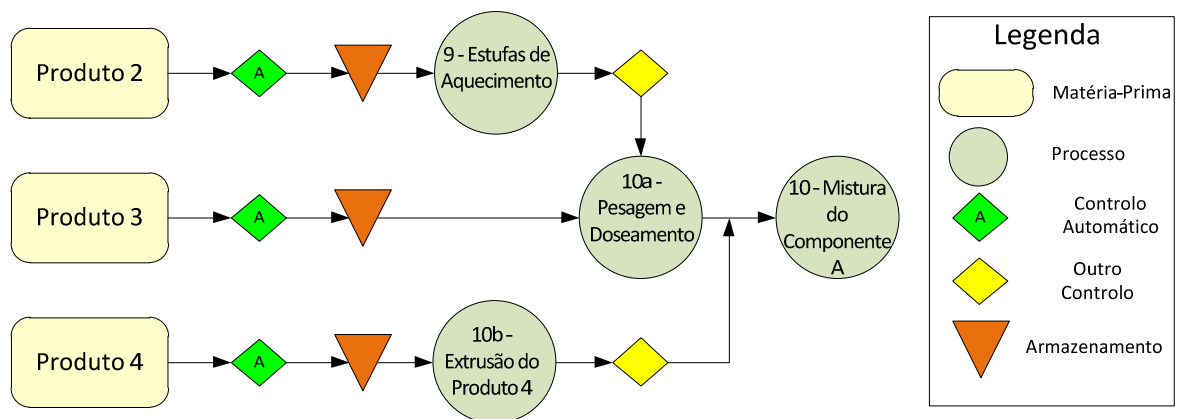 Produto 2
A
9 - Estufas de
Aquecimento
Produto 3
A
10a -
Pesagem e
Doseamento
10 - Mistura
do
Componente
A
Produto 4
A
10b -
Extrusão do
Produto 4
Legenda
Matéria-Prima
Processo
A
Controlo
Automático
Outro
Controlo
Armazenamento